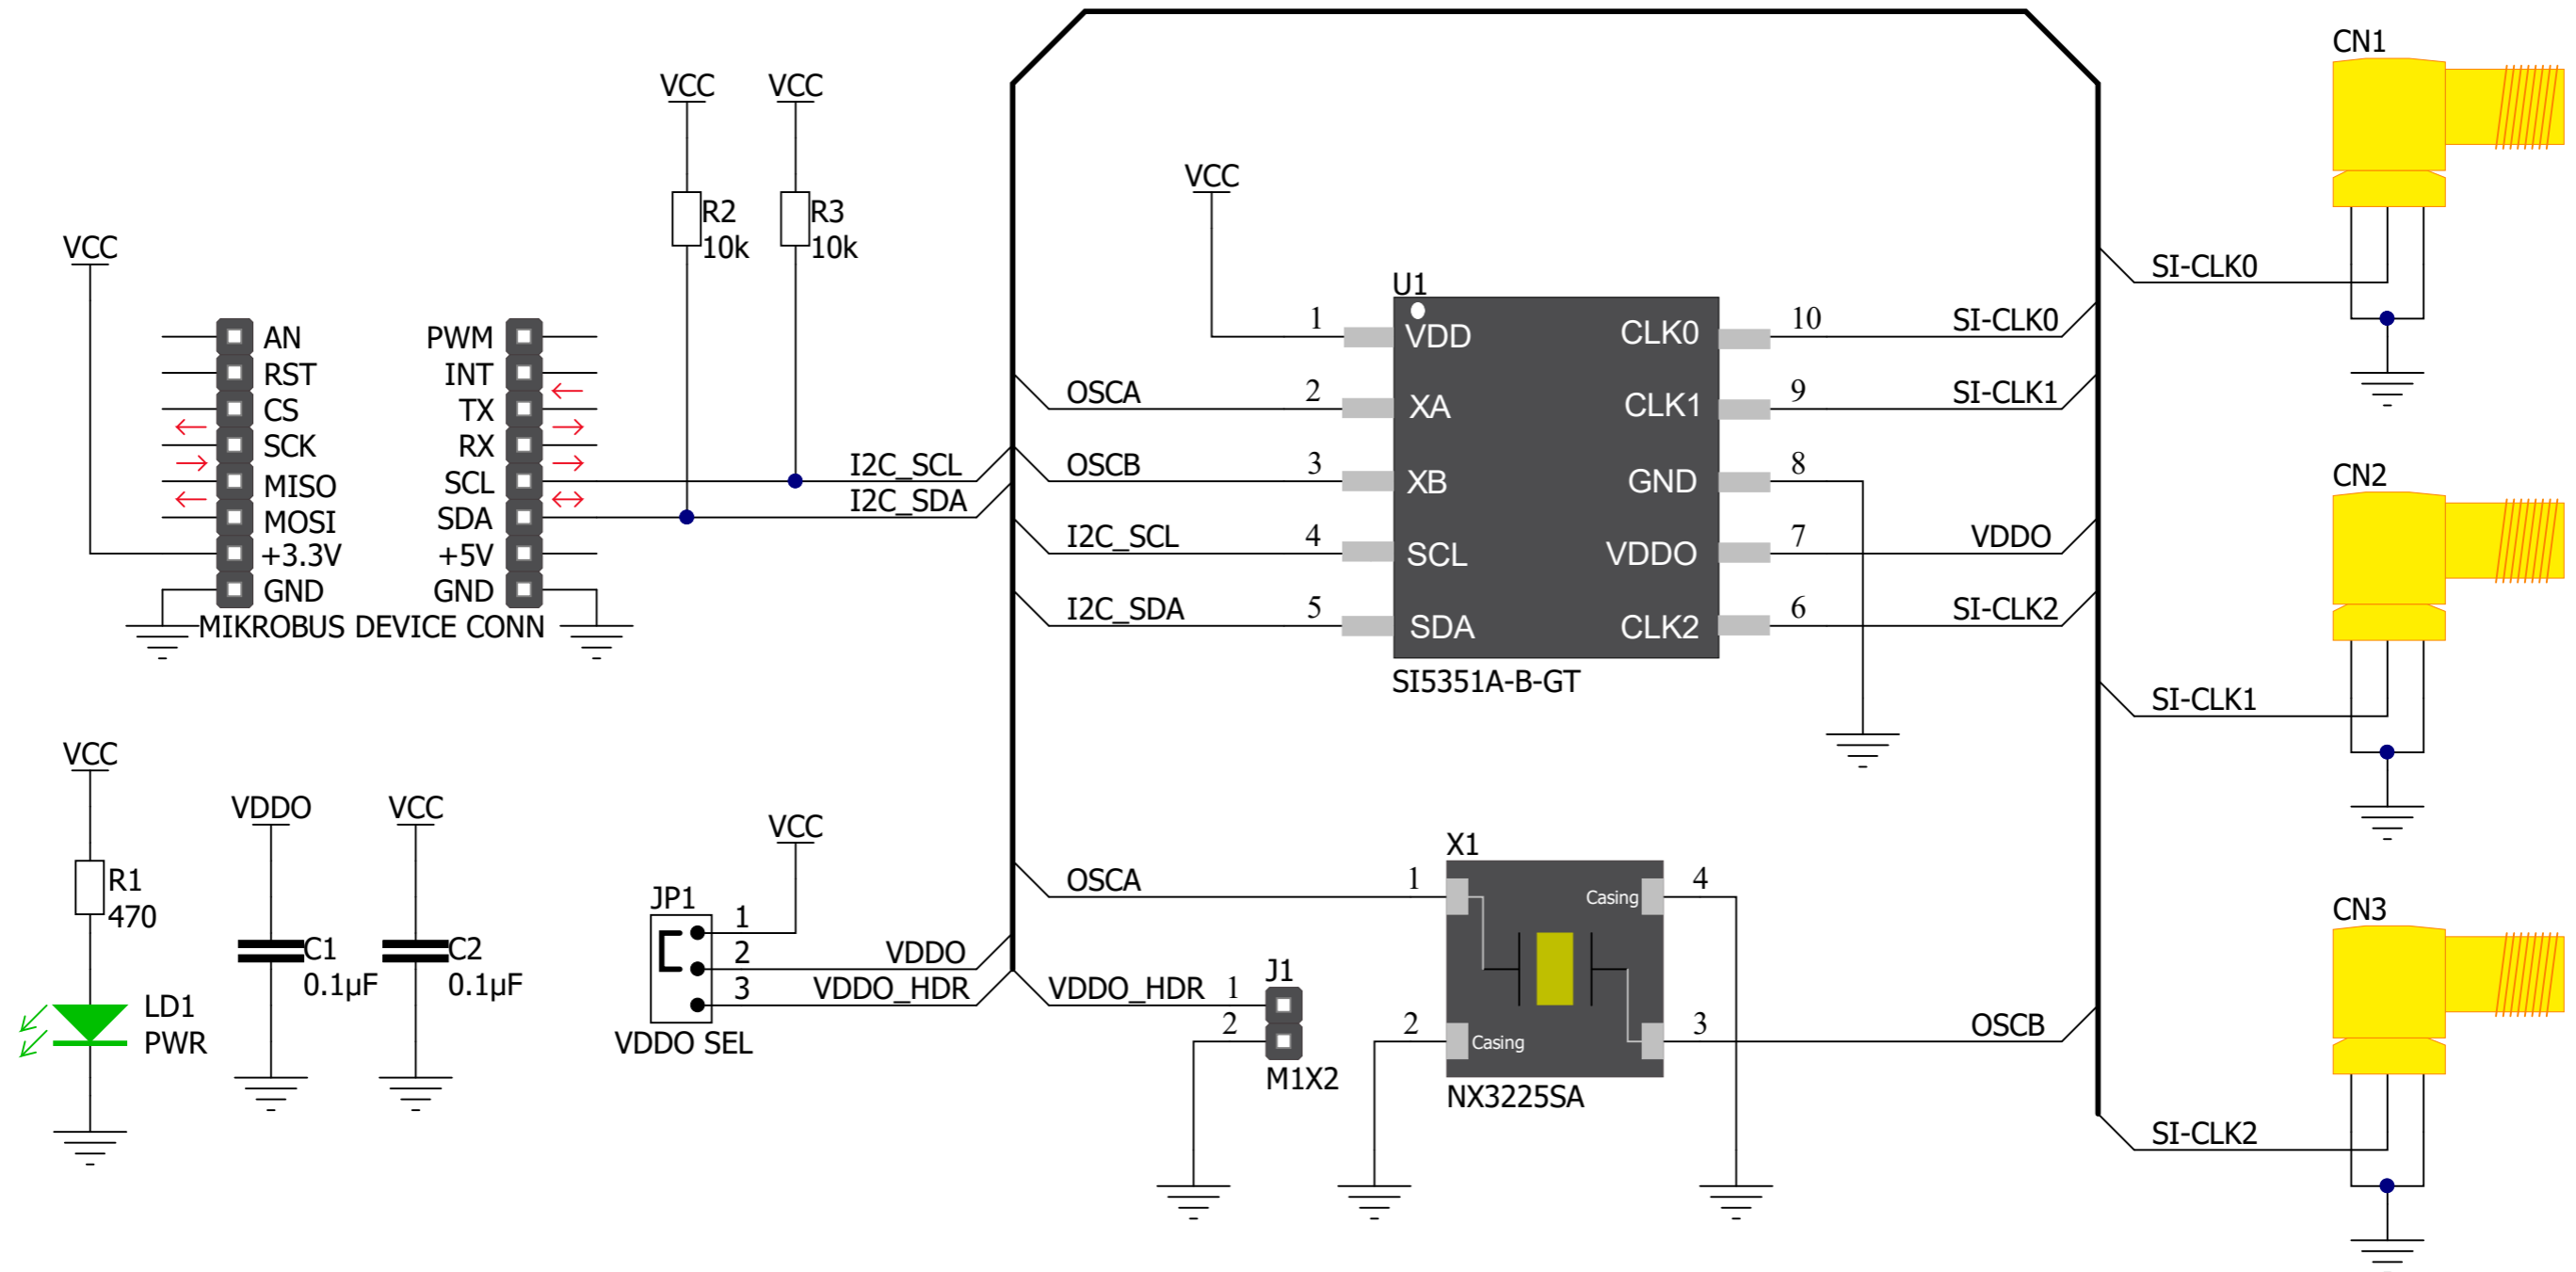 CN1
VCC
VCC
VCC
R2
10k
R3
10k
VCC
SI-CLK0
U1
1
VDD
CLK0
10
SI-CLK0
AN
PWM
RST
INT
CS
TX
SCK
RX
MISO
SCL
MOSI
SDA
+3.3V
+5V
GND
GND
MIKROBUS DEVICE CONN
I2C_SCL
I2C_SDA
OSCA
2
XA
CLK1
9
SI-CLK1
OSCB
3
XB
GND
8
I2C_SCL
4
SCL
VDDO
7
VDDO
I2C_SDA
5
SDA
CLK2
6
SI-CLK2
SI5351A-B-GT
CN2
SI-CLK1
VCC
R1
470
LD1
PWR
VDDO
C1
0.1µF
VCC
C2
0.1µF
VCC
JP1
1
2
VDDO
3
VDDO_HDR
VDDO SEL
OSCA
VDDO_HDR
1
2
J1
M1X2
X1
1
Casing
4
2
Casing
3
OSCB
NX3225SA
CN3
SI-CLK2